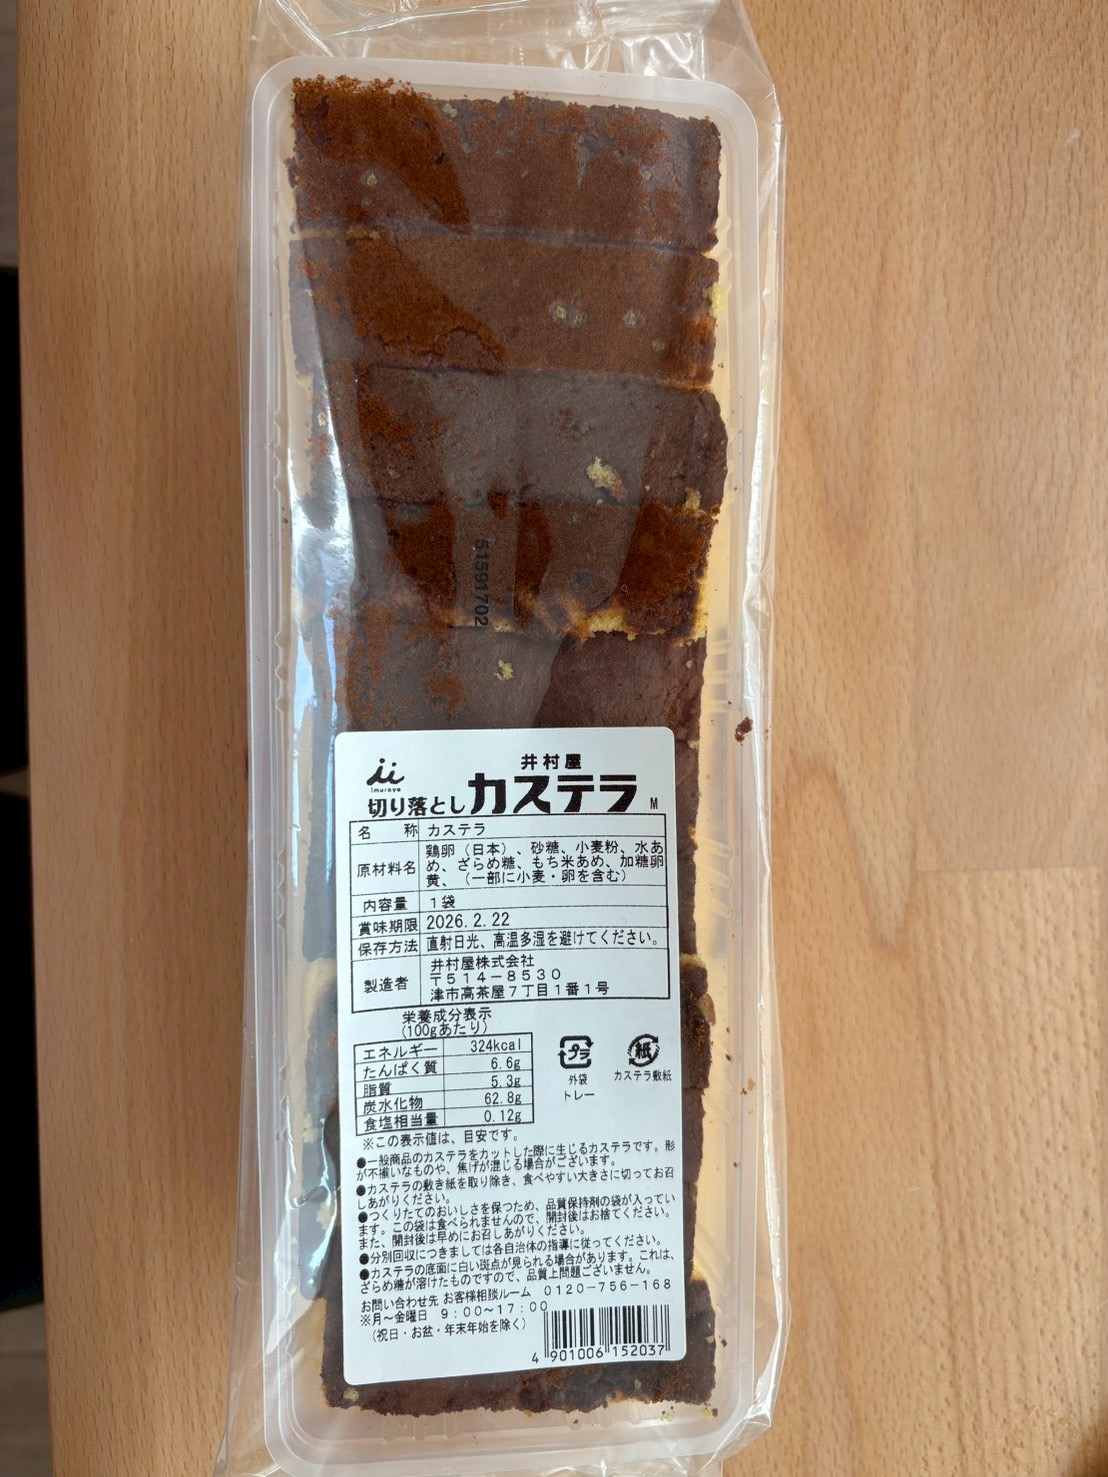 51591702
imuraya
井村屋
切り落とし カステラ M
名 称 カステラ
原材料名 鶏卵（日本）、砂糖、小麦粉、水あ
め、ざらめ糖、もち米あめ、加糖卵
黄、（一部に小麦・卵を含む）
内容量 1袋
賞味期限 2026.2.22
保存方法 直射日光、高温多湿を避けてください。
製造者 井村屋株式会社
〒514－8530
津市高茶屋7丁目1番1号
栄養成分表示
(100gあたり)
エネルギー 324kcal
たんぱく質 6.6g
脂質 5.3g
炭水化物 62.8g
食塩相当量 0.12g
プラ
外袋
トレー
紙
カステラ敷紙
※この表示値は、目安です。
●一般商品のカステラをカットした際に生じるカステラです。形
が不揃いなものや、焦げが混じる場合がございます。
●カステラの敷き紙を取り除き、食べやすい大きさに切ってお召
しあがりください。
●つくりたてのおいしさを保つため、品質保持剤の袋が入ってい
ます。この袋は食べられませんので、開封後はお捨てください。
また、開封後は早めにお召しあがりください。
●分別回収につきましては各自治体の指導に従ってください。
●カステラの底面に白い斑点が見られる場合があります。これは、
ざらめ糖が溶けたものですので、品質上問題ございません。
お問い合わせ先 お客様相談ルーム 0120－756－168
※月～金曜日 9：00～17：00
（祝日・お盆・年末年始を除く）
4 901006 152037